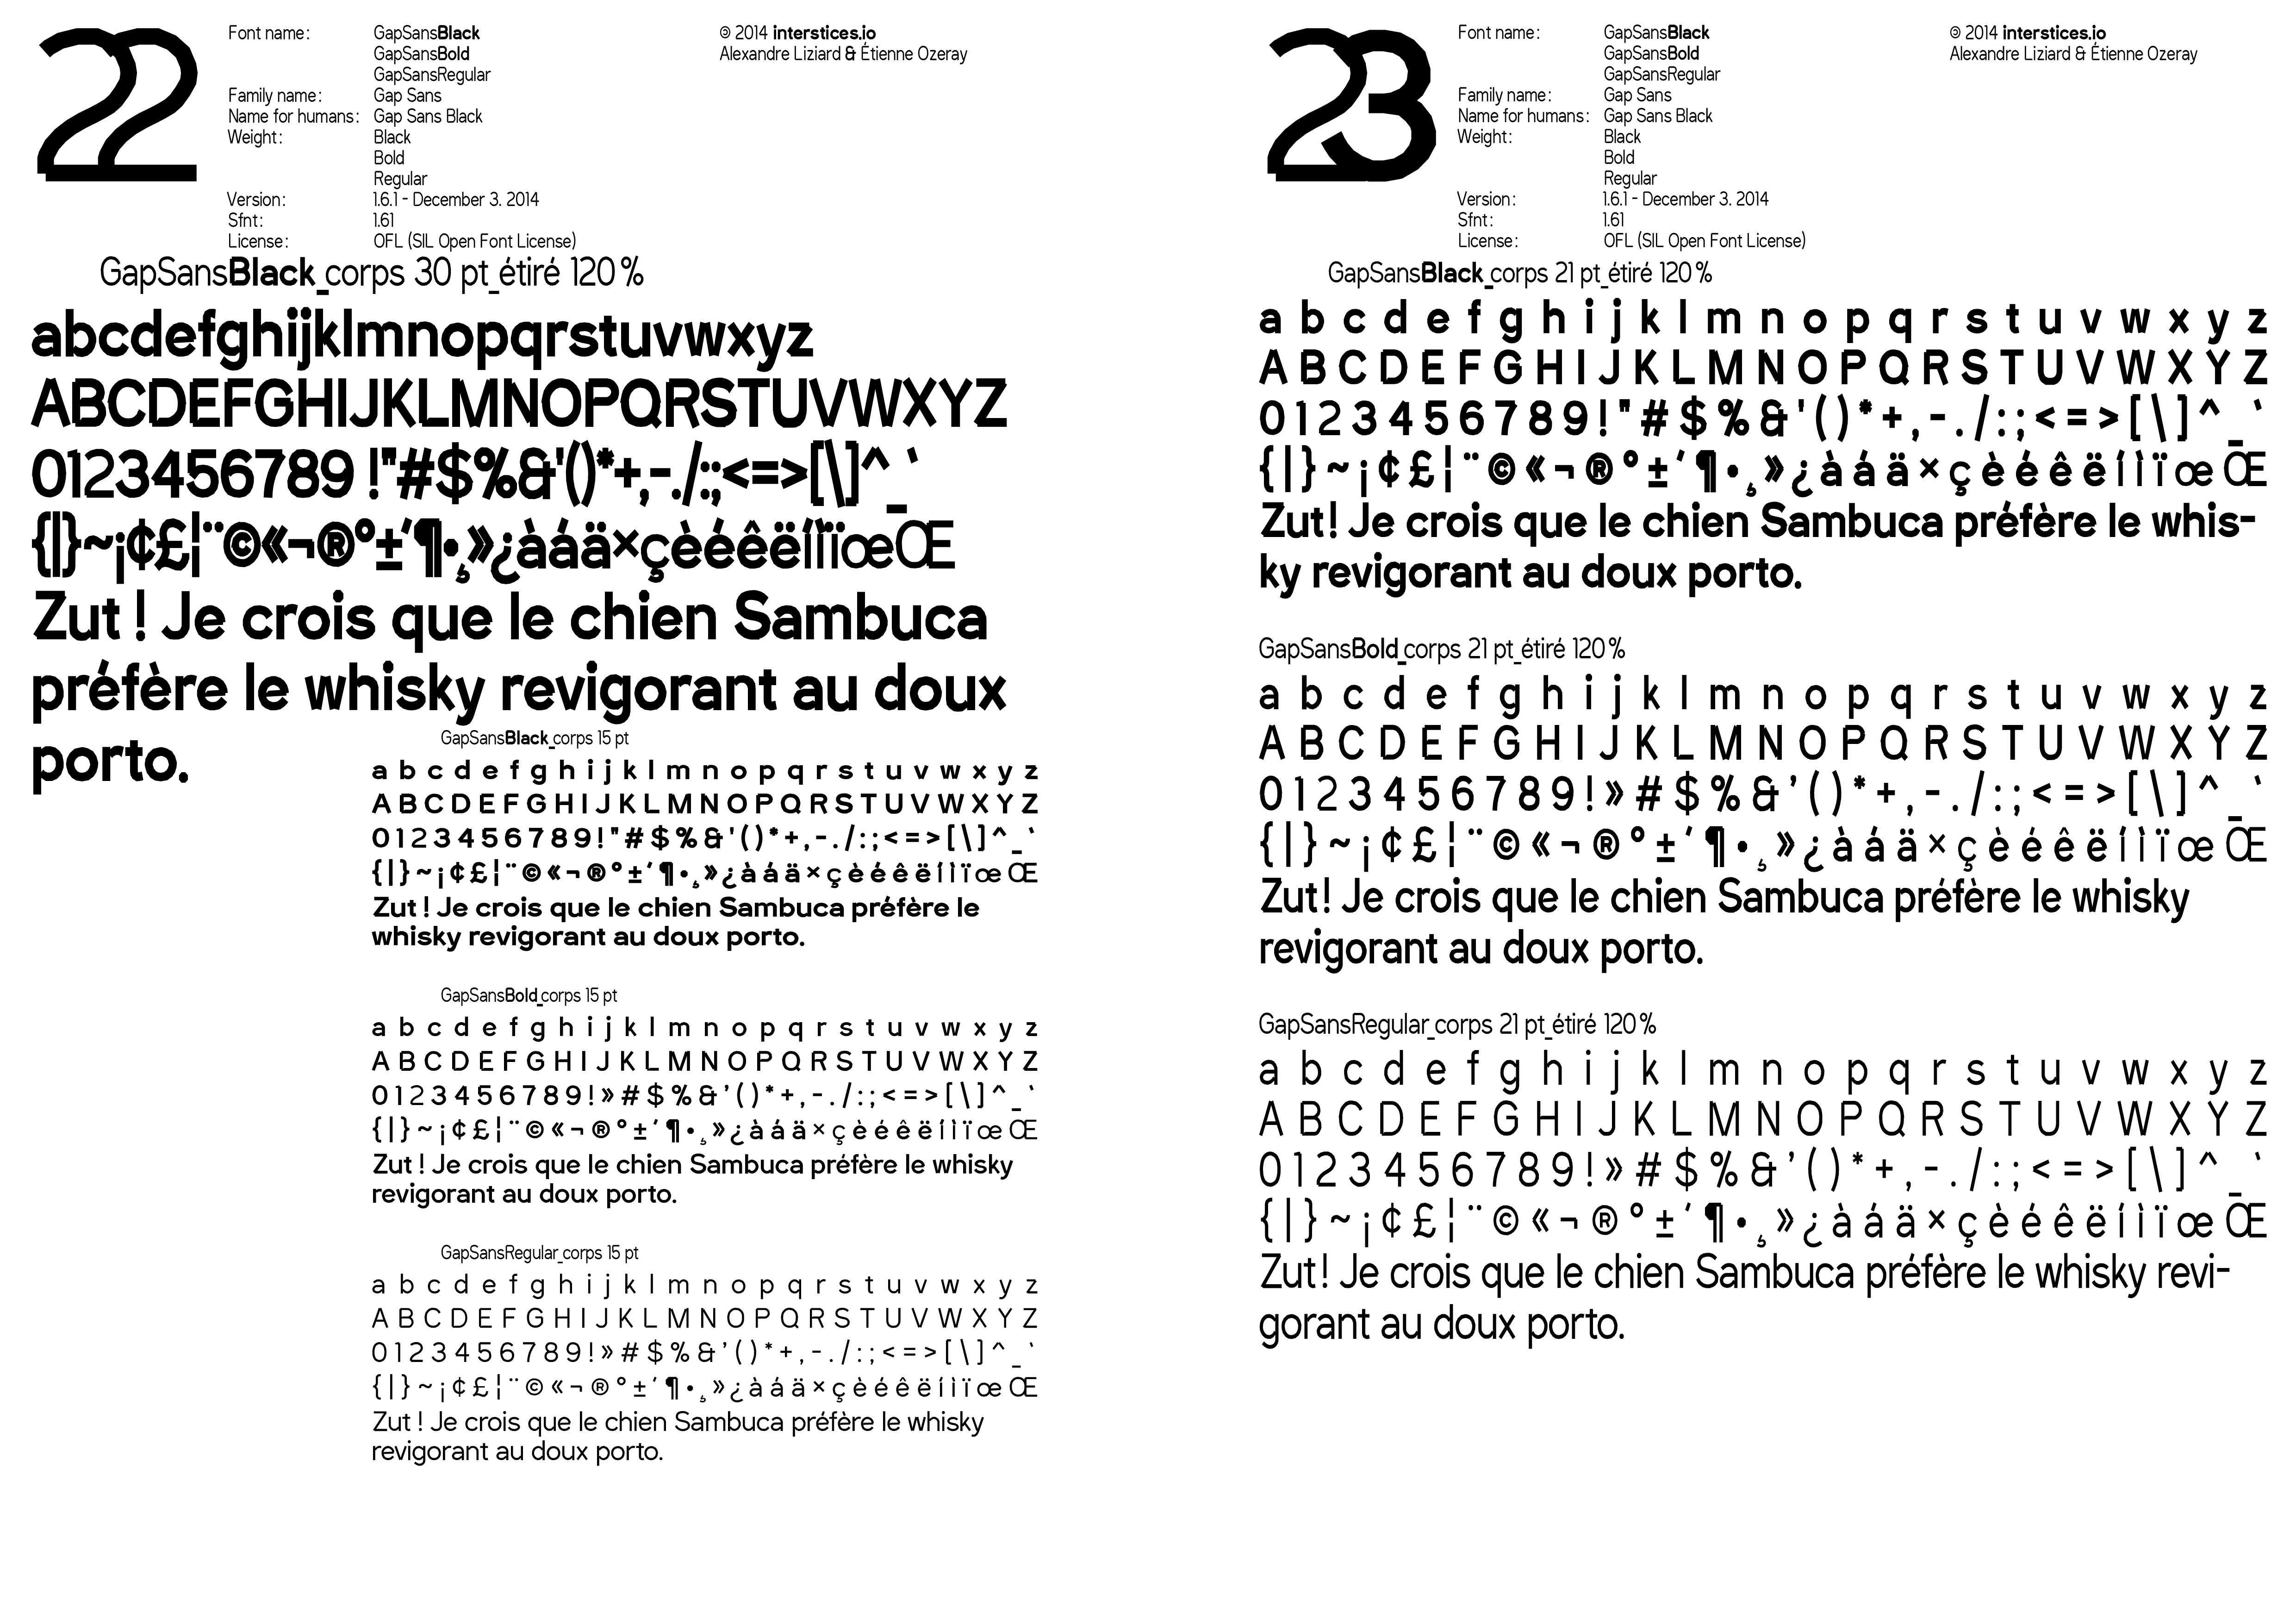 22
Font name : GapSansBlack
GapSansBold
GapSansRegular
Family name : Gap Sans
Name for humans : Gap Sans Black
Weight : Black
Bold
Regular
Version : 1.6.1 - December 3. 2014
Sfnt : 1.61
License : OFL (SIL Open Font License)
🄯 2014 interstices.io
Alexandre Liziard & Étienne Ozeray
GapSansBlack_corps 30 pt_étiré 120 %
abcdefghijklmnopqrstuvwxyz
ABCDEFGHIJKLMNOPQRSTUVWXYZ
0123456789 !"#$%&'()*+,-./:;<=>[\]^_`
{|}~¡¢£¦¨©«¬®°±´¶•¸»¿àáä×çèéêëíìïœŒ
Zut ! Je crois que le chien Sambuca
préfère le whisky revigorant au doux
porto.
GapSansBlack_corps 15 pt
a b c d e f g h i j k l m n o p q r s t u v w x y z
A B C D E F G H I J K L M N O P Q R S T U V W X Y Z
0 1 2 3 4 5 6 7 8 9 ! " # $ % & ' ( ) * + , - . / : ; < = > [ \ ] ^ _ `
{ | } ~ ¡ ¢ £ ¦ ¨ © « ¬ ® ° ± ´ ¶ • ¸ » ¿ à á ä × ç è é ê ë í ì ï œ Œ
Zut ! Je crois que le chien Sambuca préfère le
whisky revigorant au doux porto.
GapSansBold_corps 15 pt
a b c d e f g h i j k l m n o p q r s t u v w x y z
A B C D E F G H I J K L M N O P Q R S T U V W X Y Z
0 1 2 3 4 5 6 7 8 9 ! » # $ % & ’ ( ) * + , - . / : ; < = > [ \ ] ^ _ `
{ | } ~ ¡ ¢ £ ¦ ¨ © « ¬ ® ° ± ´ ¶ • ¸ » ¿ à á ä × ç è é ê ë í ì ï œ Œ
Zut ! Je crois que le chien Sambuca préfère le whisky
revigorant au doux porto.
GapSansRegular_corps 15 pt
a b c d e f g h i j k l m n o p q r s t u v w x y z
A B C D E F G H I J K L M N O P Q R S T U V W X Y Z
0 1 2 3 4 5 6 7 8 9 ! » # $ % & ’ ( ) * + , - . / : ; < = > [ \ ] ^ _ `
{ | } ~ ¡ ¢ £ ¦ ¨ © « ¬ ® ° ± ´ ¶ • ¸ » ¿ à á ä × ç è é ê ë í ì ï œ Œ
Zut ! Je crois que le chien Sambuca préfère le whisky
revigorant au doux porto.
23
Font name : GapSansBlack
GapSansBold
GapSansRegular
Family name : Gap Sans
Name for humans : Gap Sans Black
Weight : Black
Bold
Regular
Version : 1.6.1 - December 3. 2014
Sfnt : 1.61
License : OFL (SIL Open Font License)
🄯 2014 interstices.io
Alexandre Liziard & Étienne Ozeray
GapSansBlack_corps 21 pt_étiré 120 %
a b c d e f g h i j k l m n o p q r s t u v w x y z
A B C D E F G H I J K L M N O P Q R S T U V W X Y Z
0 1 2 3 4 5 6 7 8 9 ! " # $ % & ' ( ) * + , - . / : ; < = > [ \ ] ^ _ `
{ | } ~ ¡ ¢ £ ¦ ¨ © « ¬ ® ° ± ´ ¶ • ¸ » ¿ à á ä × ç è é ê ë í ì ï œ Œ
Zut ! Je crois que le chien Sambuca préfère le whis-
ky revigorant au doux porto.
GapSansBold_corps 21 pt_étiré 120 %
a b c d e f g h i j k l m n o p q r s t u v w x y z
A B C D E F G H I J K L M N O P Q R S T U V W X Y Z
0 1 2 3 4 5 6 7 8 9 ! » # $ % & ’ ( ) * + , - . / : ; < = > [ \ ] ^ _ `
{ | } ~ ¡ ¢ £ ¦ ¨ © « ¬ ® ° ± ´ ¶ • ¸ » ¿ à á ä × ç è é ê ë í ì ï œ Œ
Zut ! Je crois que le chien Sambuca préfère le whisky
revigorant au doux porto.
GapSansRegular_corps 21 pt_étiré 120 %
a b c d e f g h i j k l m n o p q r s t u v w x y z
A B C D E F G H I J K L M N O P Q R S T U V W X Y Z
0 1 2 3 4 5 6 7 8 9 ! » # $ % & ’ ( ) * + , - . / : ; < = > [ \ ] ^ _ `
{ | } ~ ¡ ¢ £ ¦ ¨ © « ¬ ® ° ± ´ ¶ • ¸ » ¿ à á ä × ç è é ê ë í ì ï œ Œ
Zut ! Je crois que le chien Sambuca préfère le whisky revi-
gorant au doux porto.